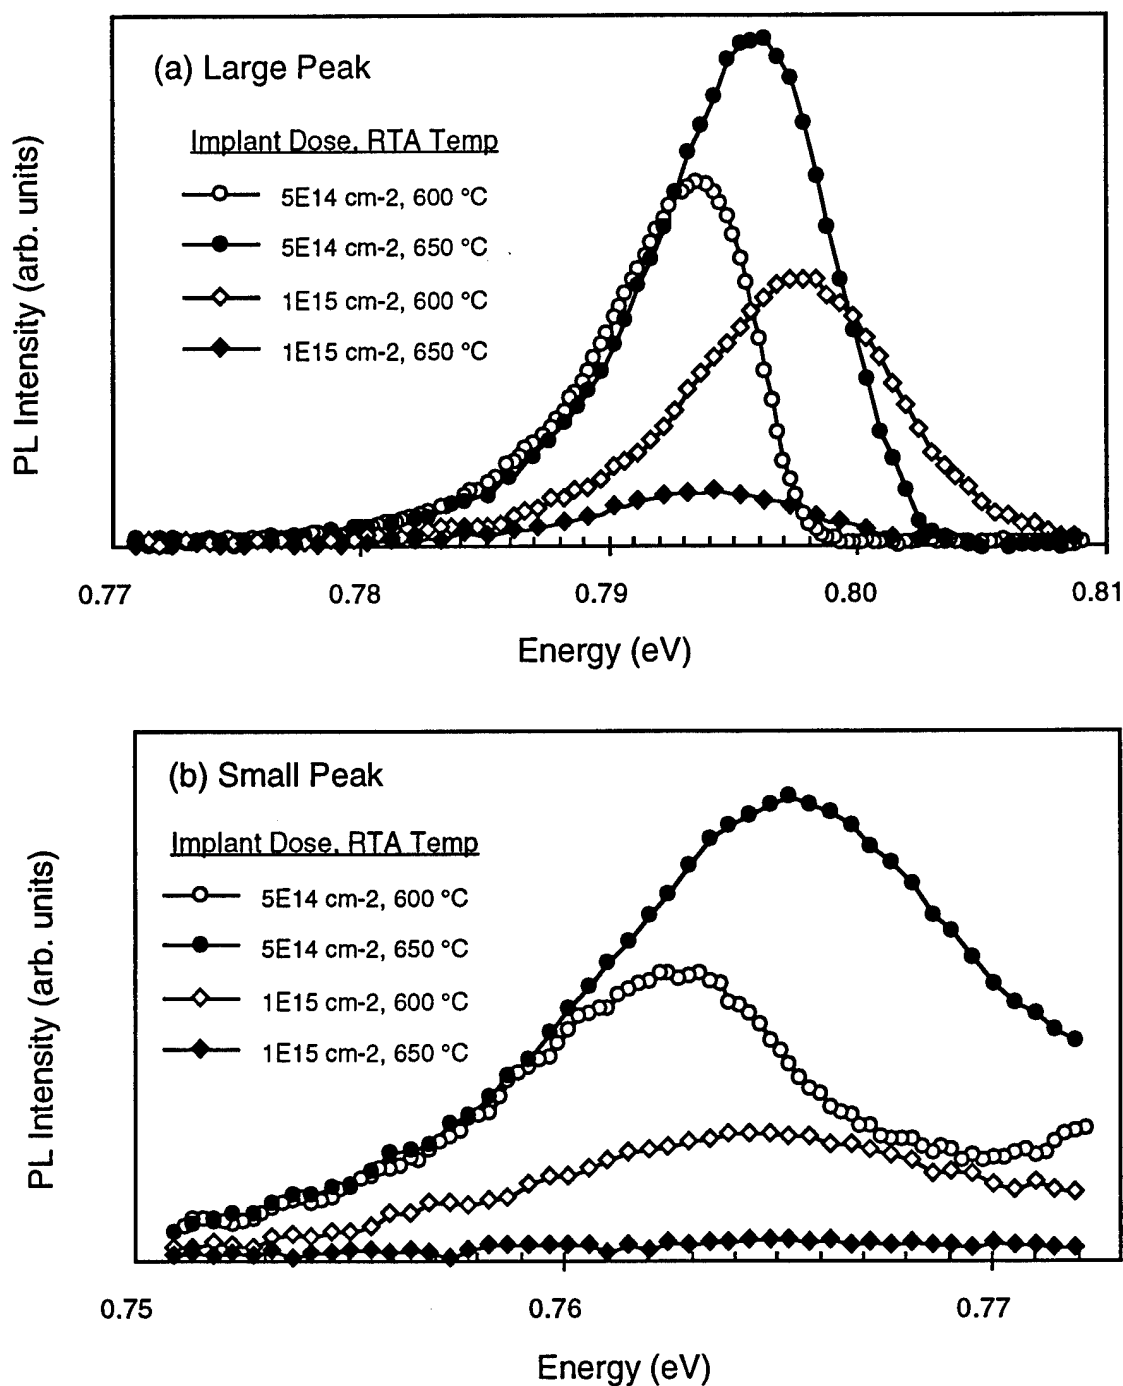 (a) Large Peak
Implant Dose, RTA Temp
5E14 cm-2, 600 °C
5E14 cm-2, 650 °C
1E15 cm-2, 600 °C
1E15 cm-2, 650 °C
PL Intensity (arb. units)
0.77 0.78 0.79 0.80 0.81
Energy (eV)
(b) Small Peak
Implant Dose, RTA Temp
5E14 cm-2, 600 °C
5E14 cm-2, 650 °C
1E15 cm-2, 600 °C
1E15 cm-2, 650 °C
PL Intensity (arb. units)
0.75 0.76 0.77
Energy (eV)